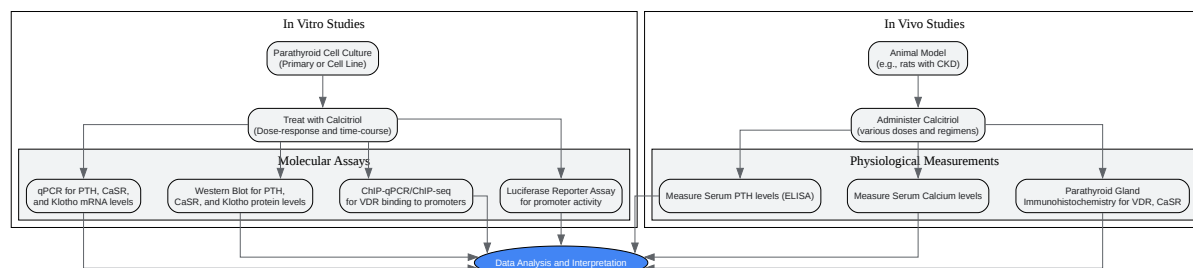 In Vitro Studies
Parathyroid Cell Culture
(Primary or Cell Line)
Treat with Calcitriol
(Dose-response and time-course)
Molecular Assays
qPCR for PTH, CaSR,
and Klotho mRNA levels
Western Blot for PTH,
CaSR, and Klotho protein levels
ChIP-qPCR/ChIP-seq
for VDR binding to promoters
Luciferase Reporter Assay
for promoter activity
In Vivo Studies
Animal Model
(e.g., rats with CKD)
Administer Calcitriol
(various doses and regimens)
Physiological Measurements
Measure Serum PTH levels (ELISA)
Measure Serum Calcium levels
Parathyroid Gland
Immunohistochemistry for VDR, CaSR
Data Analysis and Interpretation